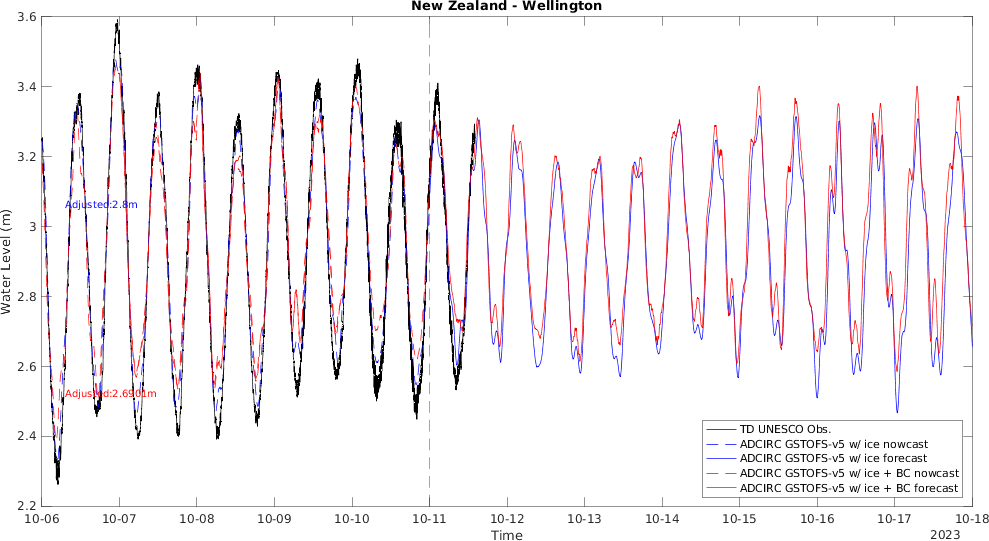 New Zealand - Wellington
3.6
3.4
3.2
3
2.8
2.6
2.4
2.2
Water Level (m)
Adjusted:2.8m
Adjusted:2.6901m
TD UNESCO Obs.
ADCIRC GSTOFS-v5 w/ ice nowcast
ADCIRC GSTOFS-v5 w/ ice forecast
ADCIRC GSTOFS-v5 w/ ice + BC nowcast
ADCIRC GSTOFS-v5 w/ ice + BC forecast
10-06 10-07 10-08 10-09 10-10 10-11 10-12 10-13 10-14 10-15 10-16 10-17 10-18
Time
2023